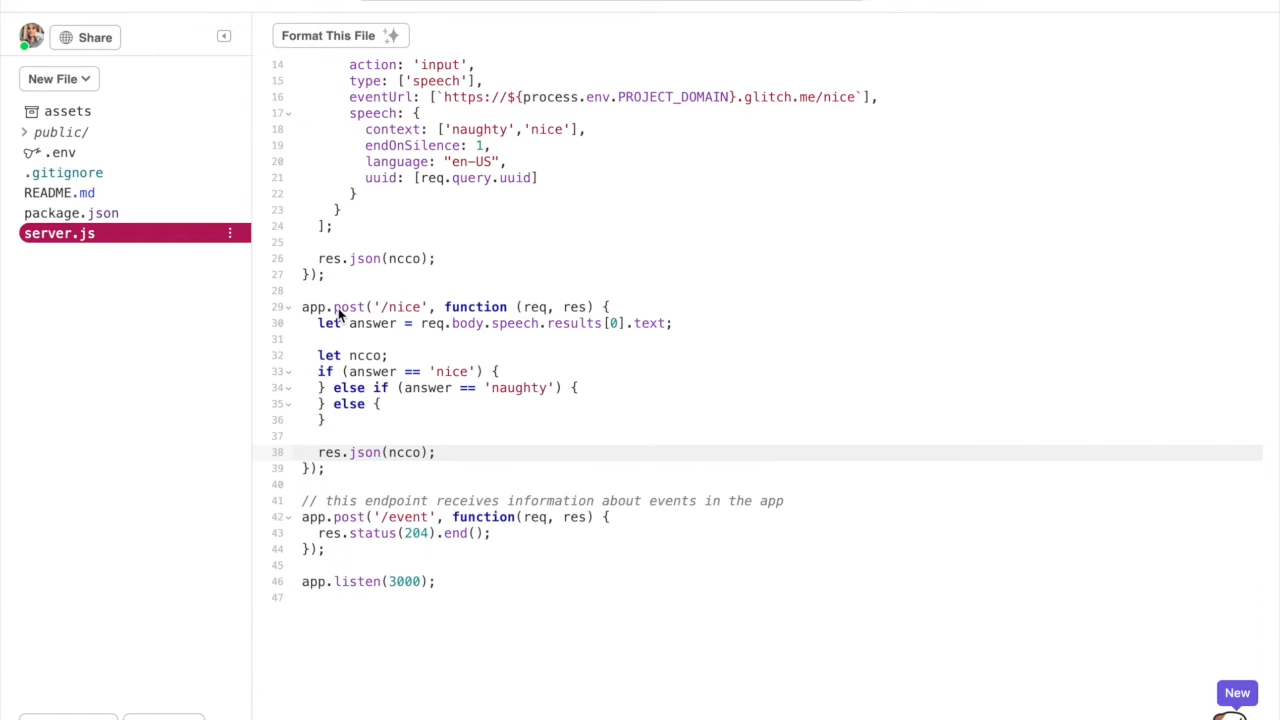 Share
Format This File
New File
assets
public/
.env
.gitignore
README.md
package.json
server.js
14 action: 'input',
15 type: ['speech'],
16 eventUrl: [`https://${process.env.PROJECT_DOMAIN}.glitch.me/nice`],
17 speech: {
18 context: ['naughty','nice'],
19 endOnSilence: 1,
20 language: "en-US",
21 uuid: [req.query.uuid]
22 }
23 }
24 ];
25
26 res.json(ncco);
27 });
28
29 app.post('/nice', function (req, res) {
30 let answer = req.body.speech.results[0].text;
31
32 let ncco;
33 if (answer == 'nice') {
34 } else if (answer == 'naughty') {
35 } else {
36 }
37
38 res.json(ncco);
39 });
40
41 // this endpoint receives information about events in the app
42 app.post('/event', function(req, res) {
43 res.status(204).end();
44 });
45
46 app.listen(3000);
47
New